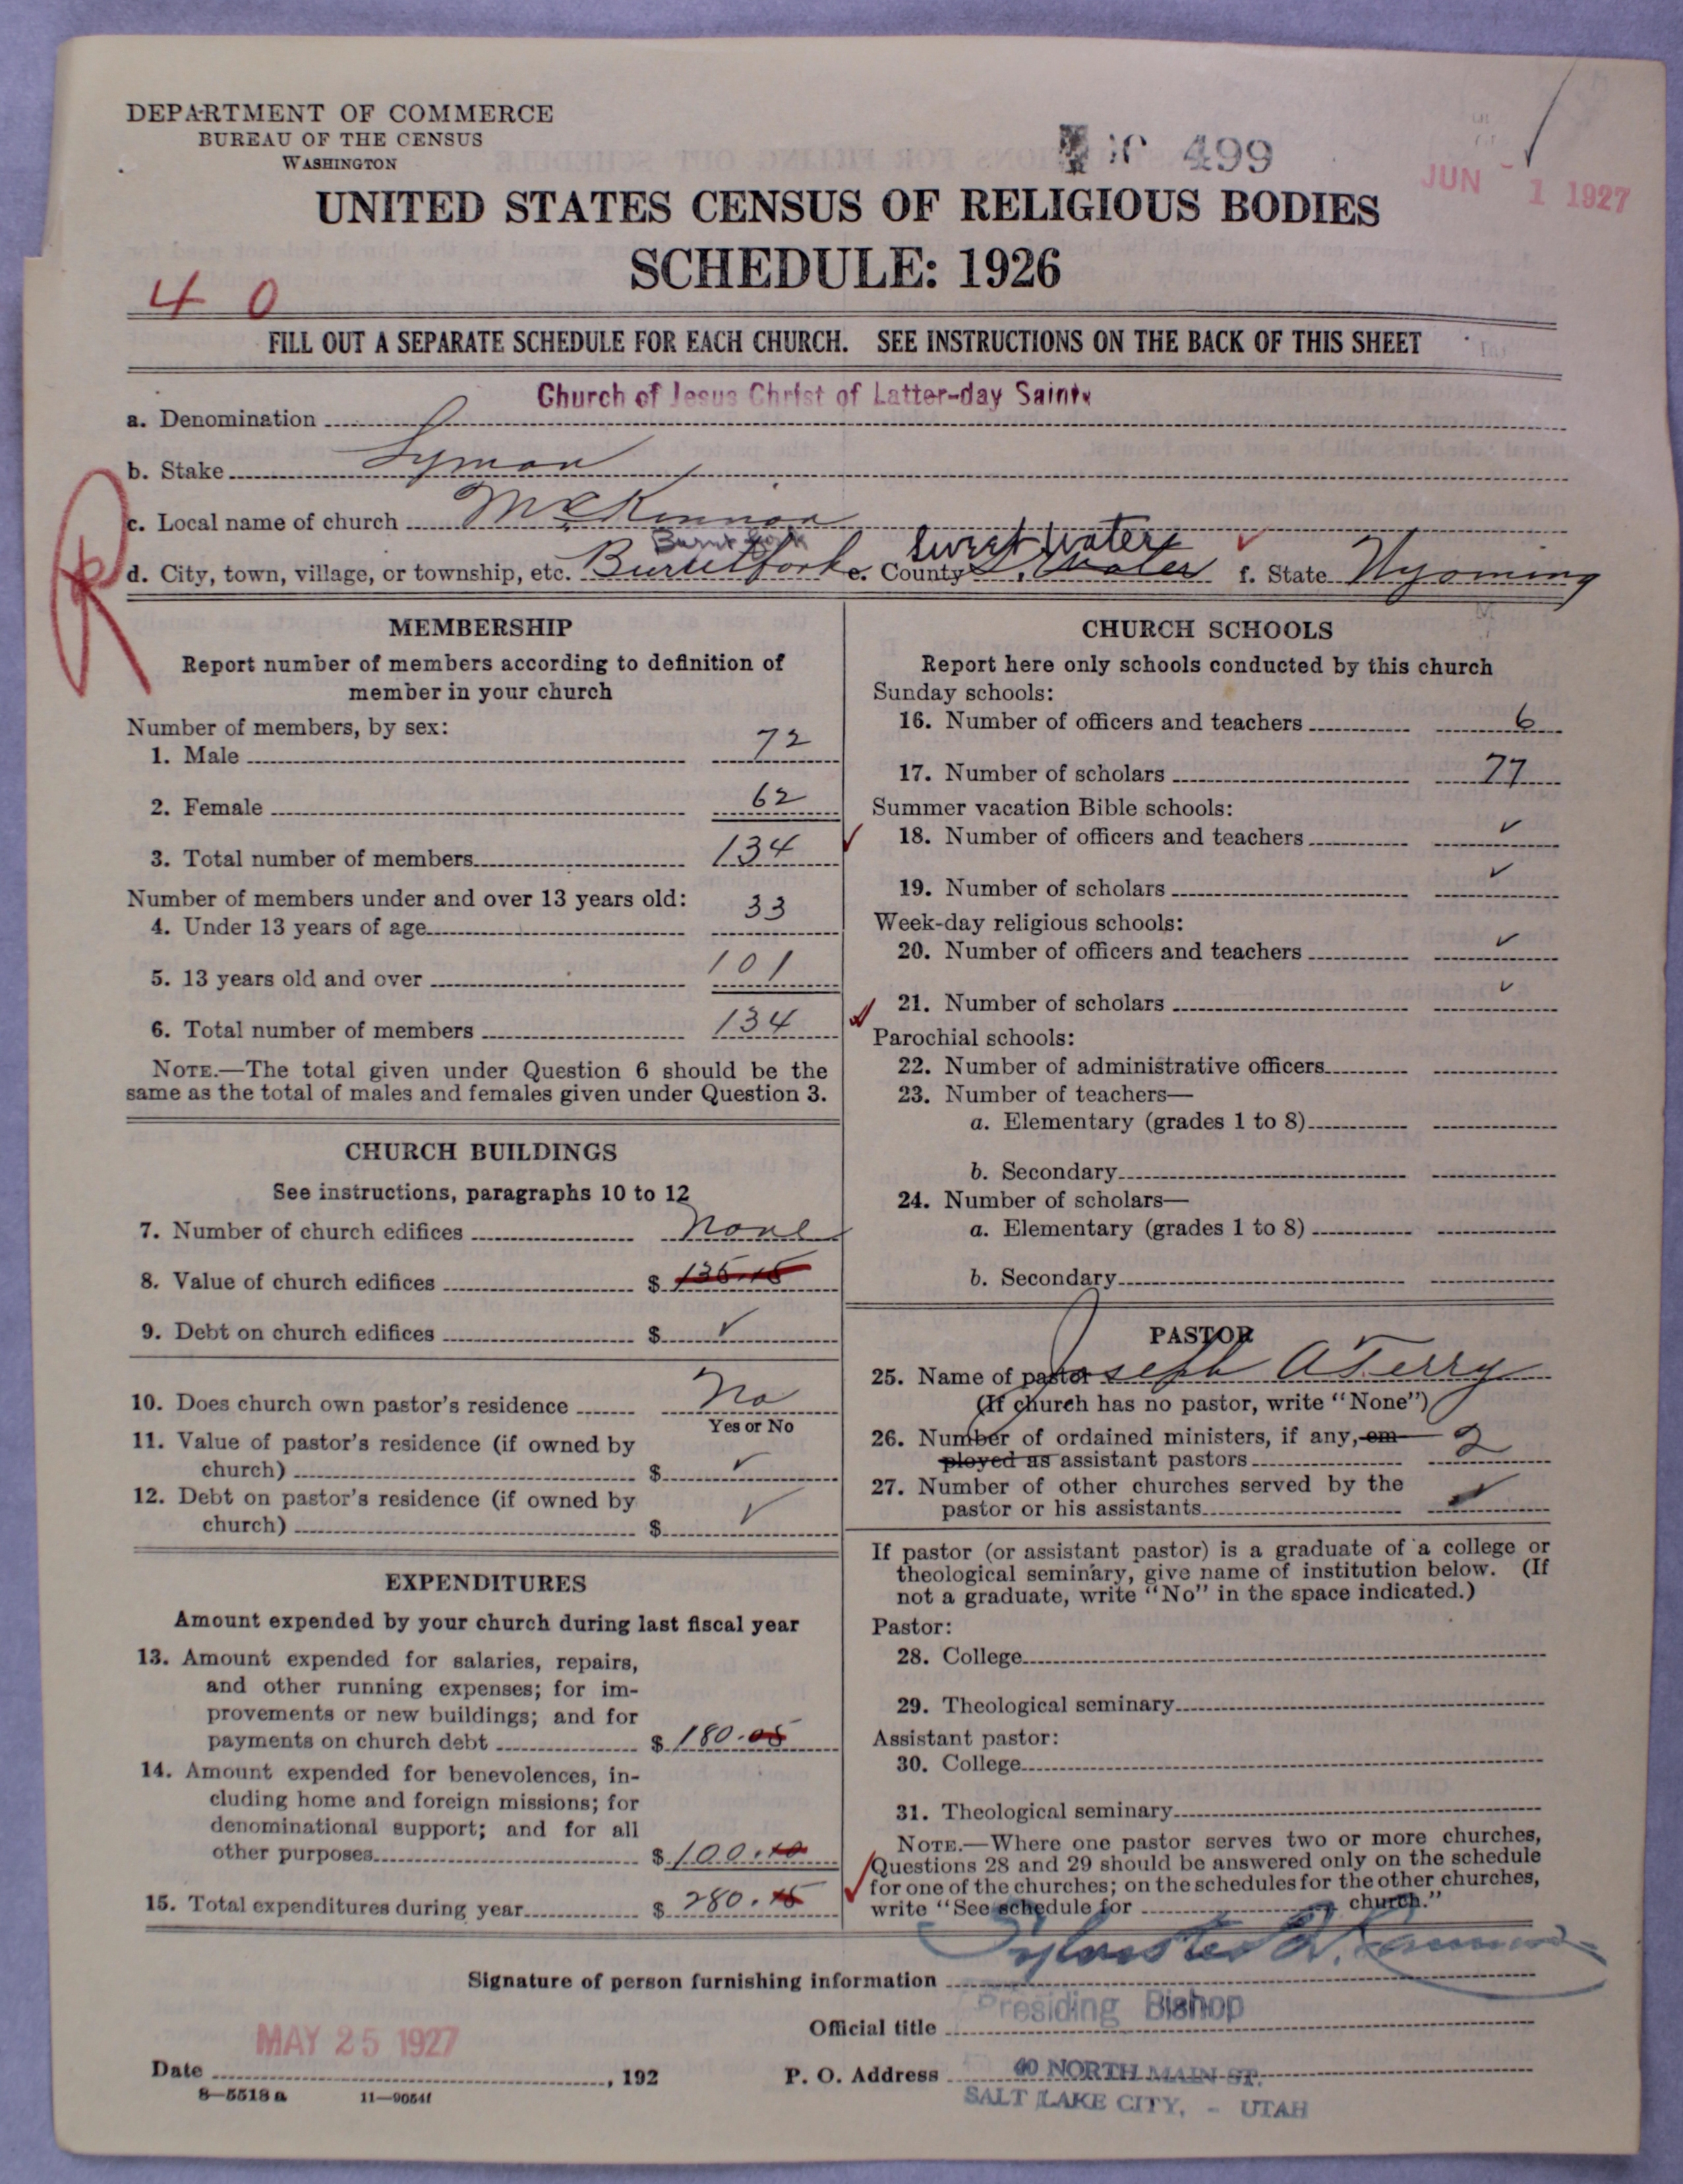 DEPARTMENT OF COMMERCE
BUREAU OF THE CENSUS
WASHINGTON
499
JUN - 1 1927
UNITED STATES CENSUS OF RELIGIOUS BODIES
SCHEDULE: 1926
4 0
FILL OUT A SEPARATE SCHEDULE FOR EACH CHURCH. SEE INSTRUCTIONS ON THE BACK OF THIS SHEET
Church of Jesus Christ of Latter-day Saints
a. Denomination
b. Stake Lyman
c. Local name of church McKinnon
Burnt Fork Sweetwater
d. City, town, village, or township, etc. Burntfork e. County S. Water f. State Wyoming
R
MEMBERSHIP
Report number of members according to definition of
member in your church
Number of members, by sex:
1. Male 72
2. Female 62
3. Total number of members 134
Number of members under and over 13 years old:
4. Under 13 years of age 33
5. 13 years old and over 101
6. Total number of members 134
NOTE.—The total given under Question 6 should be the
same as the total of males and females given under Question 3.
CHURCH BUILDINGS
See instructions, paragraphs 10 to 12
7. Number of church edifices none
8. Value of church edifices $ 135.15
9. Debt on church edifices $ ✓
10. Does church own pastor's residence No
Yes or No
11. Value of pastor's residence (if owned by
church) $ ✓
12. Debt on pastor's residence (if owned by
church) $ ✓
EXPENDITURES
Amount expended by your church during last fiscal year
13. Amount expended for salaries, repairs,
and other running expenses; for im-
provements or new buildings; and for
payments on church debt $ 180.05
14. Amount expended for benevolences, in-
cluding home and foreign missions; for
denominational support; and for all
other purposes $ 100.10
15. Total expenditures during year $ 280.15
CHURCH SCHOOLS
Report here only schools conducted by this church
Sunday schools:
16. Number of officers and teachers 6
17. Number of scholars 77
Summer vacation Bible schools:
18. Number of officers and teachers ✓
19. Number of scholars ✓
Week-day religious schools:
20. Number of officers and teachers ✓
21. Number of scholars ✓
Parochial schools:
22. Number of administrative officers
23. Number of teachers—
a. Elementary (grades 1 to 8)
b. Secondary
24. Number of scholars—
a. Elementary (grades 1 to 8)
b. Secondary
PASTOR
25. Name of pastor Joseph A Terry
(If church has no pastor, write "None")
26. Number of ordained ministers, if any, em-
ployed as assistant pastors 2
27. Number of other churches served by the
pastor or his assistants ✓
If pastor (or assistant pastor) is a graduate of a college or
theological seminary, give name of institution below. (If
not a graduate, write "No" in the space indicated.)
Pastor:
28. College
29. Theological seminary
Assistant pastor:
30. College
31. Theological seminary
NOTE.—Where one pastor serves two or more churches,
Questions 28 and 29 should be answered only on the schedule
for one of the churches; on the schedules for the other churches,
write "See schedule for church."
Signature of person furnishing information Sylvester Q. Cannon
Official title Presiding Bishop
MAY 25 1927
Date , 192
P. O. Address 40 NORTH MAIN ST.
SALT LAKE CITY, - UTAH
8—5518 a 11—9054f